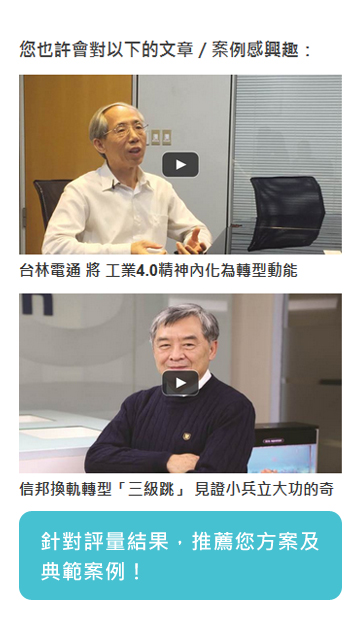 您也許會對以下的文章 / 案例感興趣：
台林電通 將 工業4.0精神內化為轉型動能
信邦換軌轉型「三級跳」 見證小兵立大功的奇
針對評量結果，推薦您方案及
典範案例！